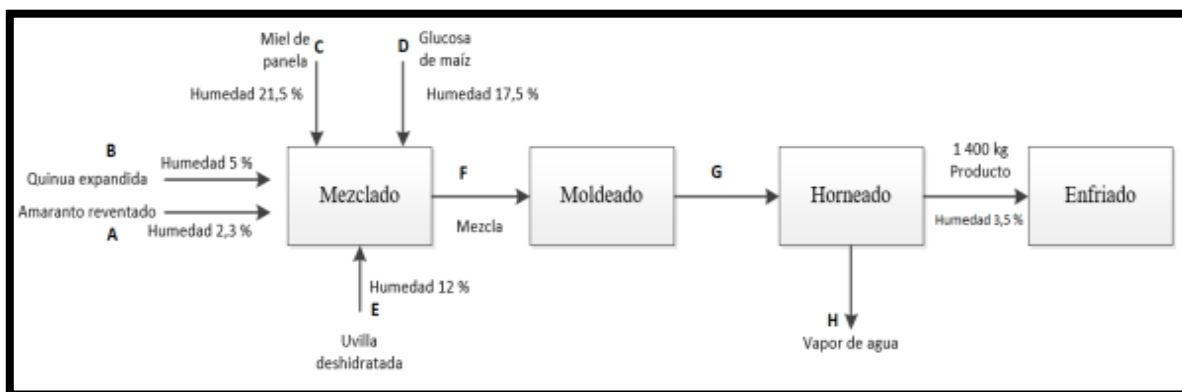 Miel de
panela
C
D
Glucosa
de maíz
Humedad 21,5 %
Humedad 17,5 %
B
Quinua expandida
Humedad 5 %
Amaranto reventado
A
Humedad 2,3 %
Mezclado
F
Mezcla
Moldeado
G
Horneado
1 400 kg
Producto
Humedad 3,5 %
Enfriado
Humedad 12 %
E
Uvilla
deshidratada
H
Vapor de agua